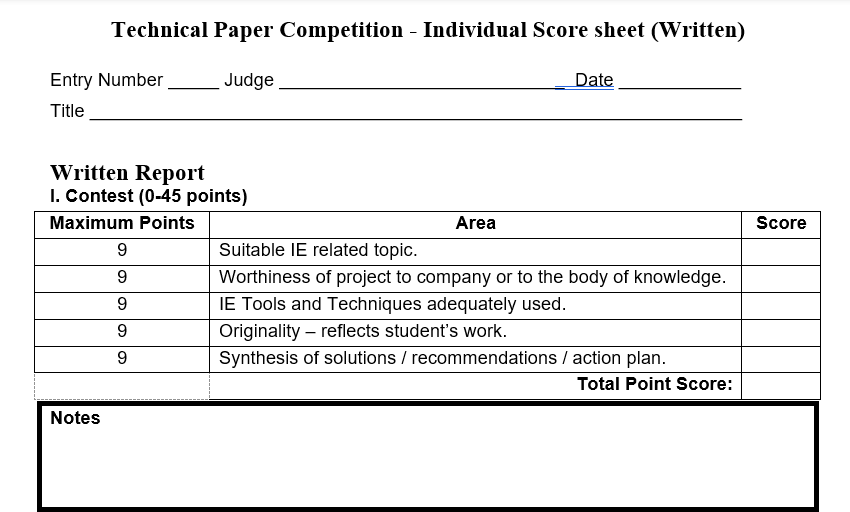 Technical Paper Competition - Individual Score sheet (Written)
Entry Number _____ Judge ____________________________ Date ____________
Title ________________________________________________________________
Written Report
I. Contest (0-45 points)
Maximum Points Area Score
9 Suitable IE related topic.
9 Worthiness of project to company or to the body of knowledge.
9 IE Tools and Techniques adequately used.
9 Originality – reflects student’s work.
9 Synthesis of solutions / recommendations / action plan.
Total Point Score:
Notes